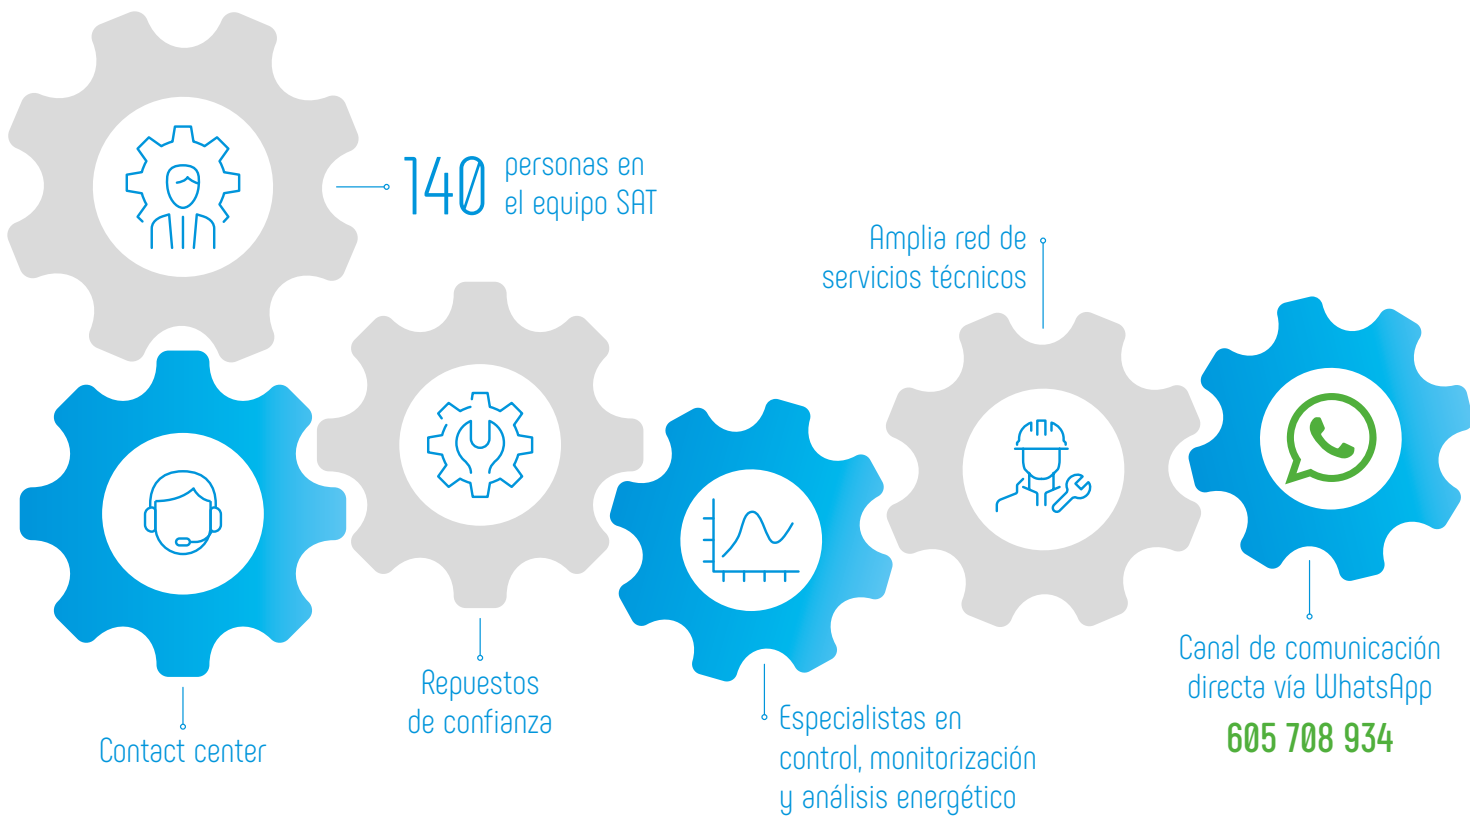 140
personas en
el equipo SAT
Amplia red de
servicios técnicos
Contact center
Repuestos
de confianza
Especialistas en
control, monitorización
y análisis energético
Canal de comunicación
directa vía WhatsApp
605 708 934